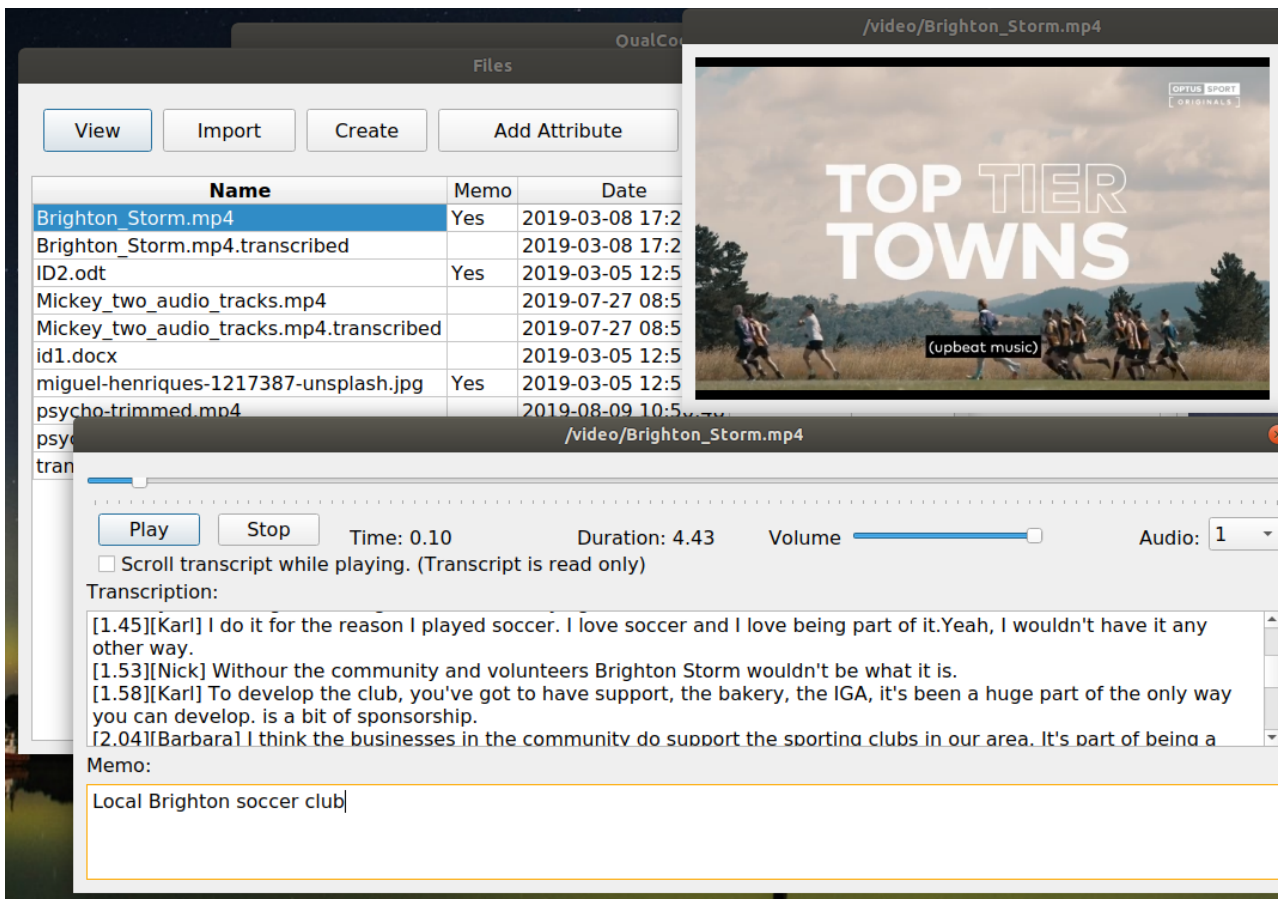 QualCo
/video/Brighton_Storm.mp4
Files
OPTUS SPORT
[ ORIGINALS ]
View Import Create Add Attribute
TOP TIER
TOWNS
(upbeat music)
Name Memo Date
Brighton_Storm.mp4 Yes 2019-03-08 17:2
Brighton_Storm.mp4.transcribed 2019-03-08 17:2
ID2.odt Yes 2019-03-05 12:5
Mickey_two_audio_tracks.mp4 2019-07-27 08:5
Mickey_two_audio_tracks.mp4.transcribed 2019-07-27 08:5
id1.docx 2019-03-05 12:5
miguel-henriques-1217387-unsplash.jpg Yes 2019-03-05 12:5
psycho-trimmed.mp4 2019-08-09 10:5
psyc
tran
/video/Brighton_Storm.mp4
Play Stop Time: 0.10 Duration: 4.43 Volume Audio: 1
Scroll transcript while playing. (Transcript is read only)
Transcription:
[1.45][Karl] I do it for the reason I played soccer. I love soccer and I love being part of it.Yeah, I wouldn't have it any
other way.
[1.53][Nick] Withour the community and volunteers Brighton Storm wouldn't be what it is.
[1.58][Karl] To develop the club, you've got to have support, the bakery, the IGA, it's been a huge part of the only way
you can develop. is a bit of sponsorship.
[2.04][Barbara] I think the businesses in the community do support the sporting clubs in our area. It's part of being a
Memo:
Local Brighton soccer club